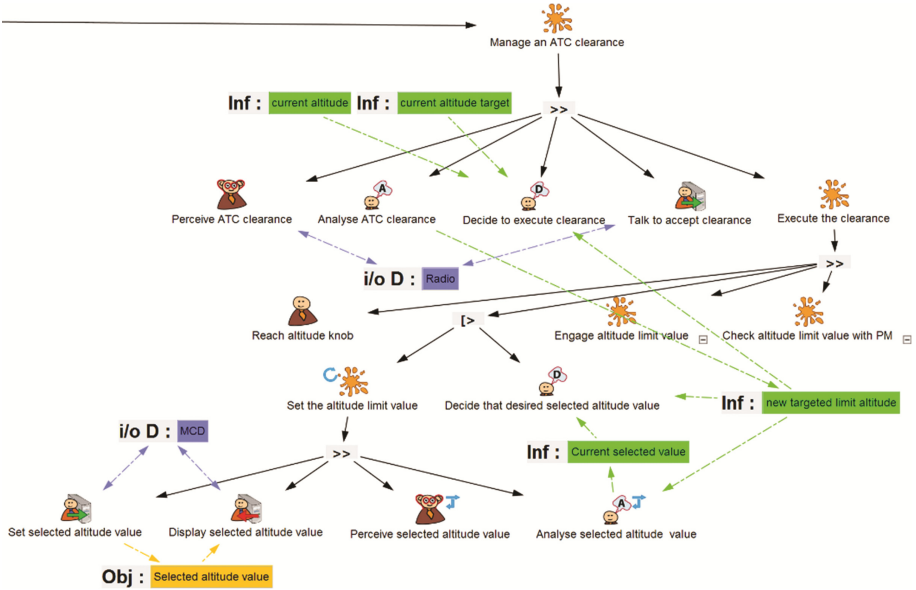 Manage an ATC clearance
Inf : current altitude Inf : current altitude target
>>
Perceive ATC clearance Analyse ATC clearance Decide to execute clearance Talk to accept clearance Execute the clearance
A D
i/o D : Radio
>>
Reach altitude knob [> Engage altitude limit value Check altitude limit value with PM
D
Set the altitude limit value Decide that desired selected altitude value Inf : new targeted limit altitude
i/o D : MCD
>> Inf : Current selected value
A
Set selected altitude value Display selected altitude value Perceive selected altitude value Analyse selected altitude value
Obj : Selected altitude value